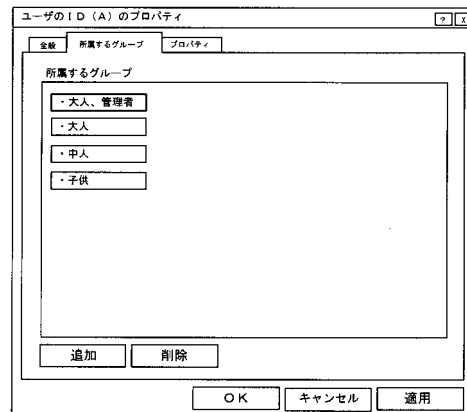 ユーザのID（A）のプロパティ ? X
全般 所属するグループ プロパティ
所属するグループ
・大人、管理者
・大人
・中人
・子供
追加 削除
OK キャンセル 適用